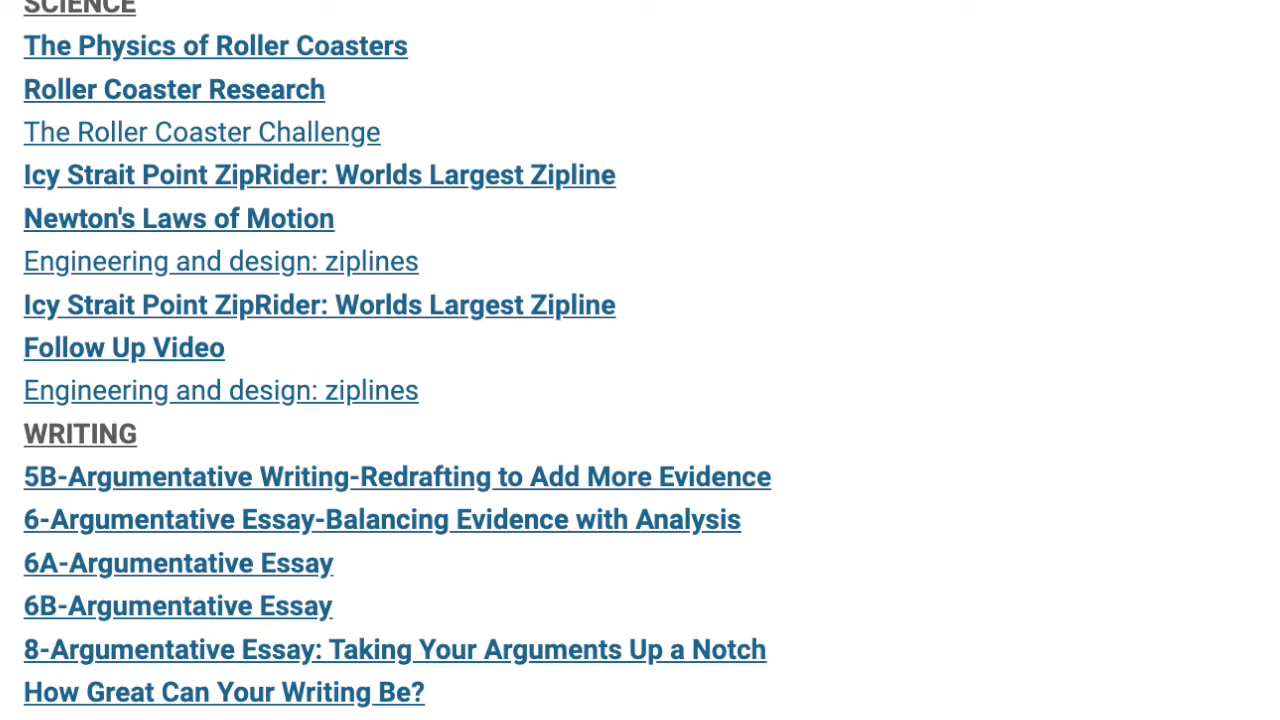 SCIENCE
The Physics of Roller Coasters
Roller Coaster Research
The Roller Coaster Challenge
Icy Strait Point ZipRider: Worlds Largest Zipline
Newton's Laws of Motion
Engineering and design: ziplines
Icy Strait Point ZipRider: Worlds Largest Zipline
Follow Up Video
Engineering and design: ziplines
WRITING
5B-Argumentative Writing-Redrafting to Add More Evidence
6-Argumentative Essay-Balancing Evidence with Analysis
6A-Argumentative Essay
6B-Argumentative Essay
8-Argumentative Essay: Taking Your Arguments Up a Notch
How Great Can Your Writing Be?